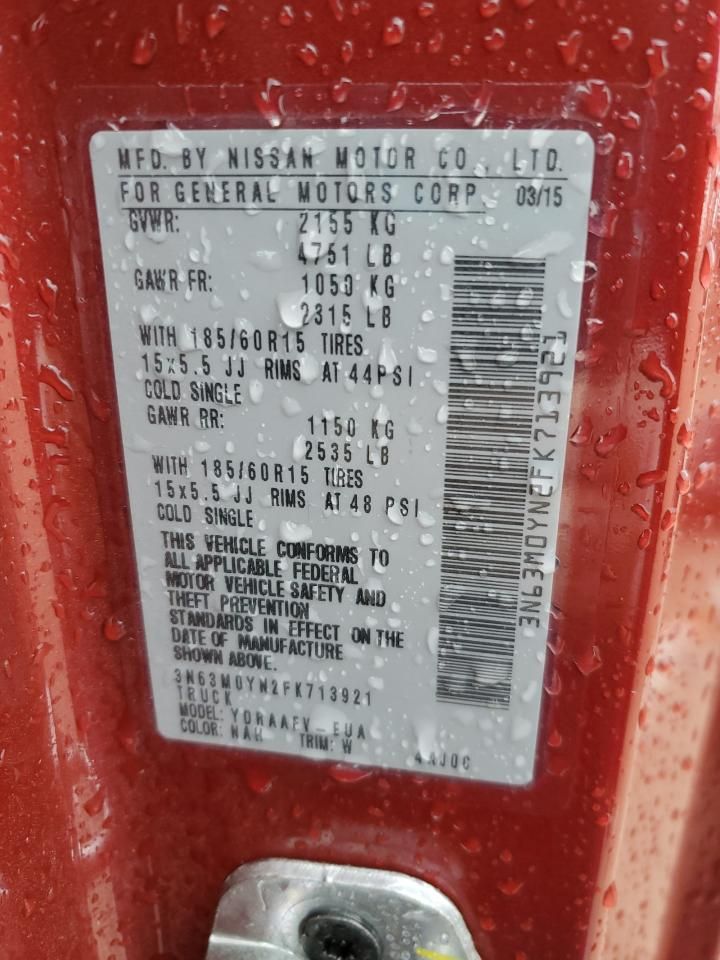 MFD. BY NISSAN MOTOR CO., LTD.
FOR GENERAL MOTORS CORP. 03/15
GVWR: 2155 KG
4751 LB
GAWR FR: 1050 KG
2315 LB
WITH 185/60R15 TIRES
15x5.5 JJ RIMS AT 44PSI
COLD SINGLE
GAWR RR: 1150 KG
2535 LB
WITH 185/60R15 TIRES
15x5.5 JJ RIMS AT 48 PSI
COLD SINGLE
THIS VEHICLE CONFORMS TO
ALL APPLICABLE FEDERAL
MOTOR VEHICLE SAFETY AND
THEFT PREVENTION
STANDARDS IN EFFECT ON THE
DATE OF MANUFACTURE
SHOWN ABOVE.
3N63M0YN2FK713921
TRUCK
MODEL: YDRAAFV-EUA
COLOR: NAH TRIM: W
3N63M0YN2FK713921